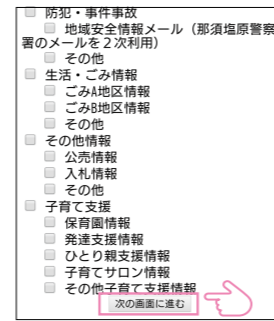 防犯・事件事故
地域安全情報メール（那須塩原警察
署のメールを２次利用）
その他
生活・ごみ情報
ごみA地区情報
ごみB地区情報
その他
その他情報
公売情報
入札情報
その他
子育て支援
保育園情報
発達支援情報
ひとり親支援情報
子育てサロン情報
その他子育て支援情報
次の画面に進む